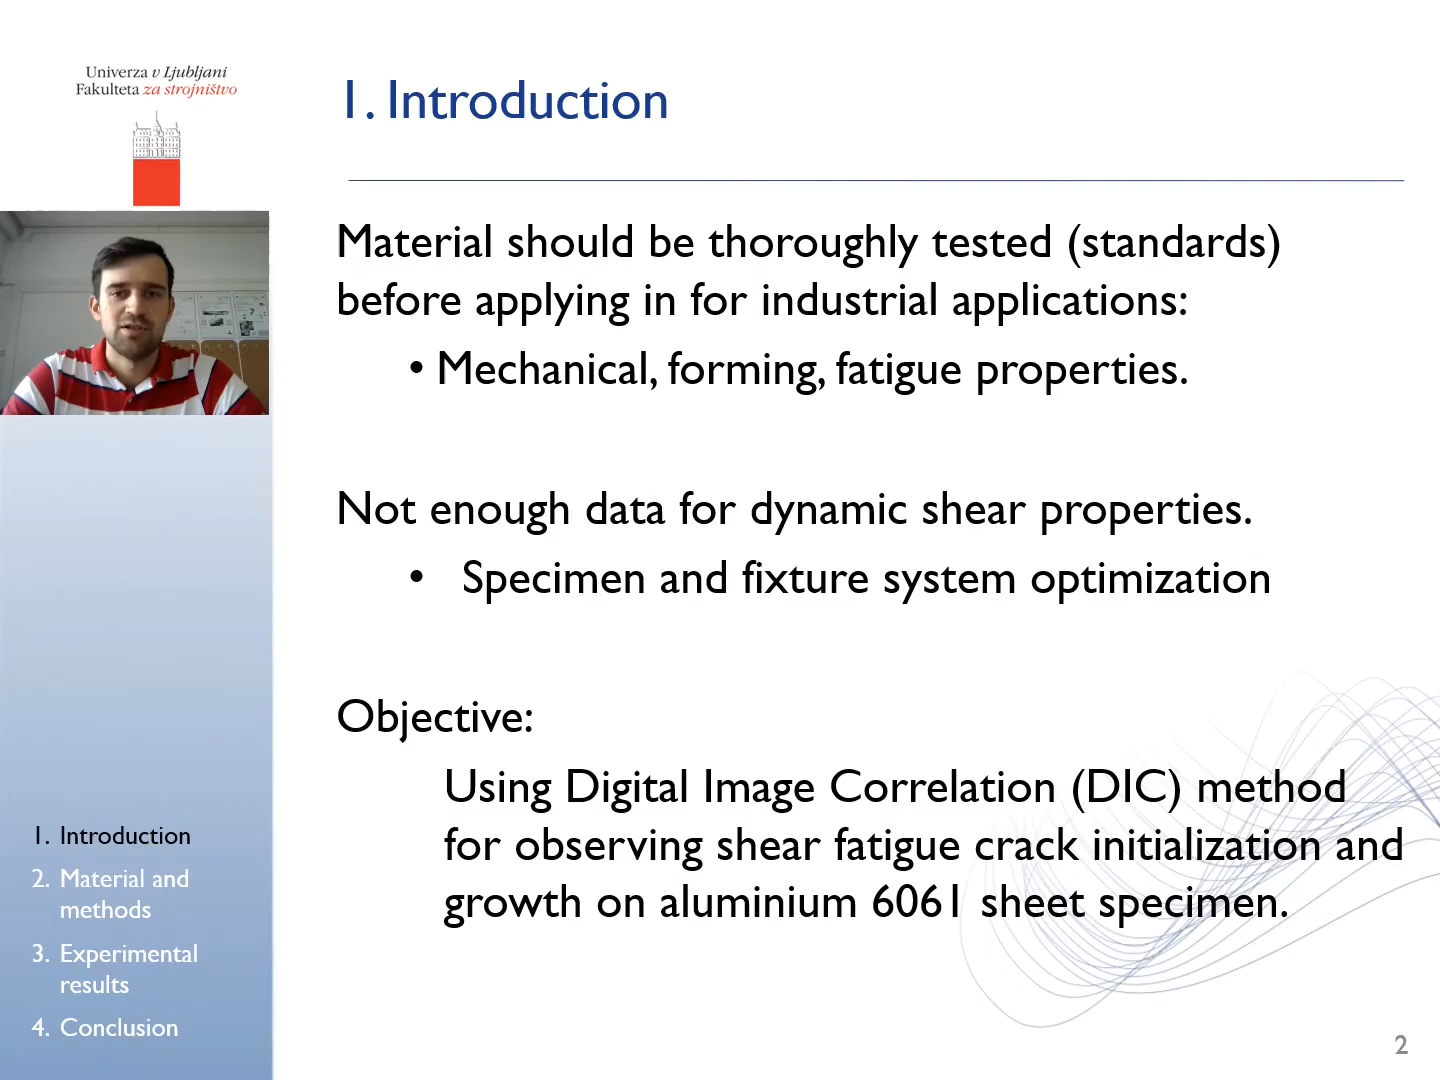 Univerza v Ljubljani
Fakulteta za strojništvo
1. Introduction
Material should be thoroughly tested (standards)
before applying in for industrial applications:
• Mechanical, forming, fatigue properties.
Not enough data for dynamic shear properties.
• Specimen and fixture system optimization
Objective:
Using Digital Image Correlation (DIC) method
for observing shear fatigue crack initialization and
growth on aluminium 6061 sheet specimen.
1. Introduction
2. Material and
methods
3. Experimental
results
4. Conclusion
2